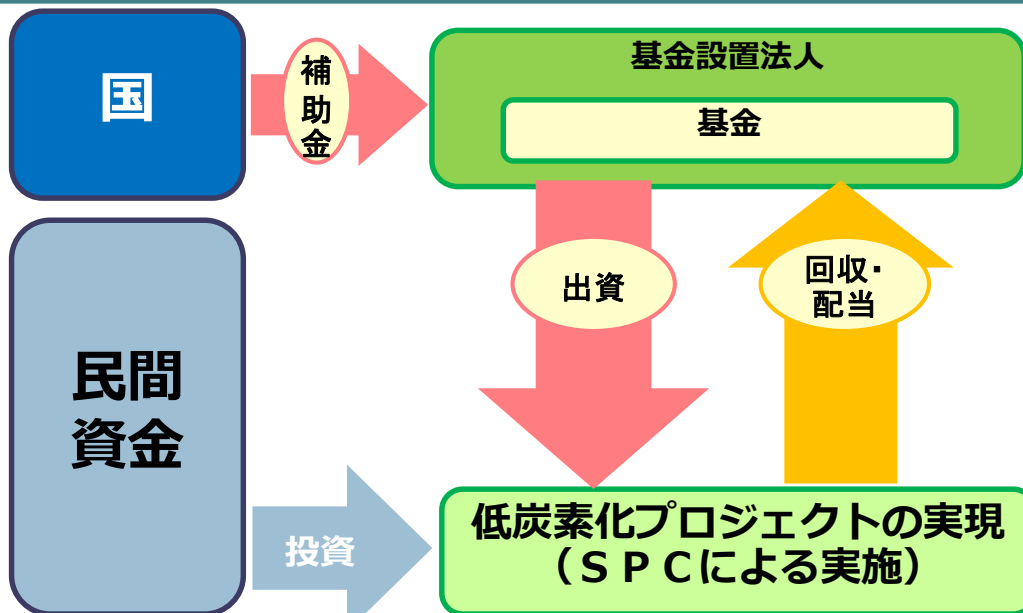 国
補
助
金
基金設置法人
基金
出資
回収・
配当
民間
資金
投資
低炭素化プロジェクトの実現
（ＳＰＣによる実施）